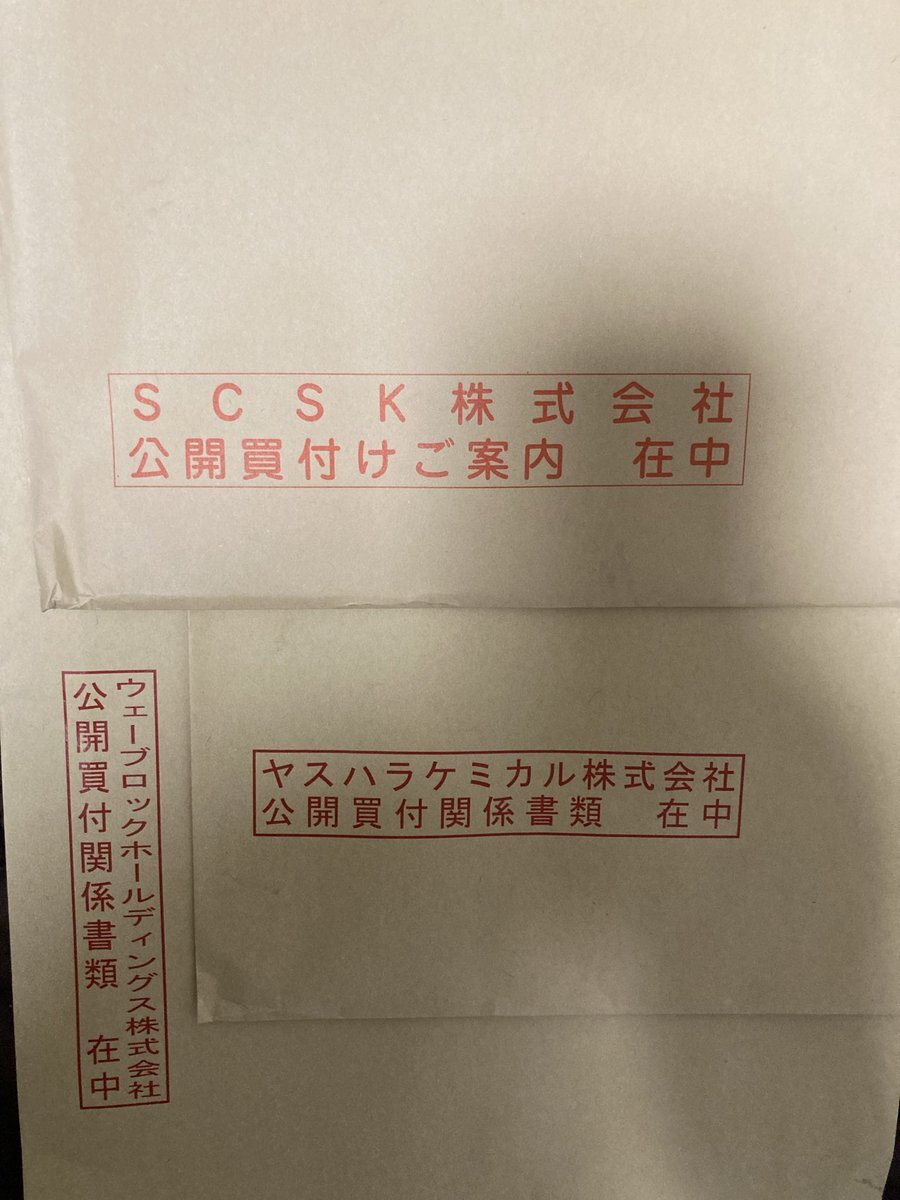 SCSK株式会社
公開買付けご案内　在中
ヤスハラケミカル株式会社
公開買付関係書類　在中
ウェーブロックホールディングス株式会社
公開買付関係書類　在中